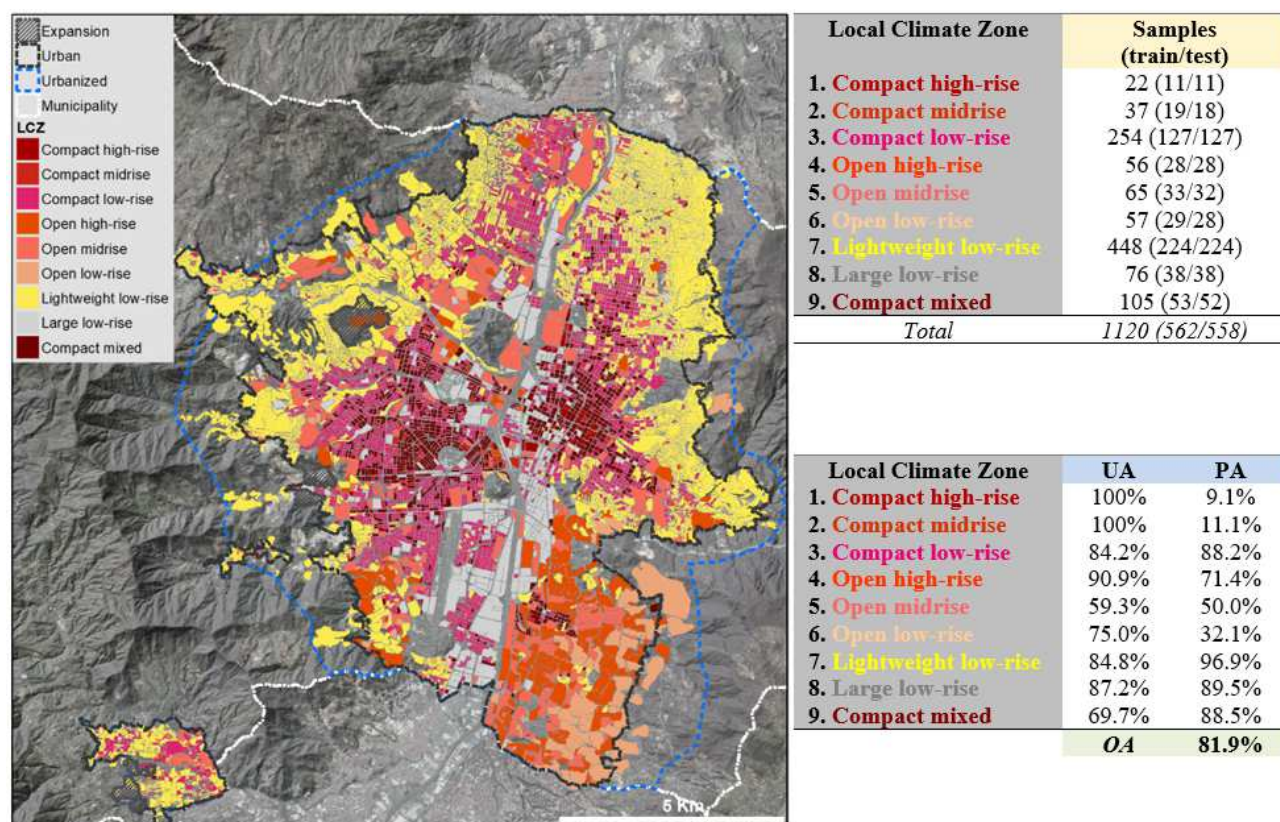 Expansion
Urban
Urbanized
Municipality
LCZ
Compact high-rise
Compact midrise
Compact low-rise
Open high-rise
Open midrise
Open low-rise
Lightweight low-rise
Large low-rise
Compact mixed
5 Km
Local Climate Zone Samples
(train/test)
1. Compact high-rise 22 (11/11)
2. Compact midrise 37 (19/18)
3. Compact low-rise 254 (127/127)
4. Open high-rise 56 (28/28)
5. Open midrise 65 (33/32)
6. Open low-rise 57 (29/28)
7. Lightweight low-rise 448 (224/224)
8. Large low-rise 76 (38/38)
9. Compact mixed 105 (53/52)
Total 1120 (562/558)
Local Climate Zone UA PA
1. Compact high-rise 100% 9.1%
2. Compact midrise 100% 11.1%
3. Compact low-rise 84.2% 88.2%
4. Open high-rise 90.9% 71.4%
5. Open midrise 59.3% 50.0%
6. Open low-rise 75.0% 32.1%
7. Lightweight low-rise 84.8% 96.9%
8. Large low-rise 87.2% 89.5%
9. Compact mixed 69.7% 88.5%
OA 81.9%